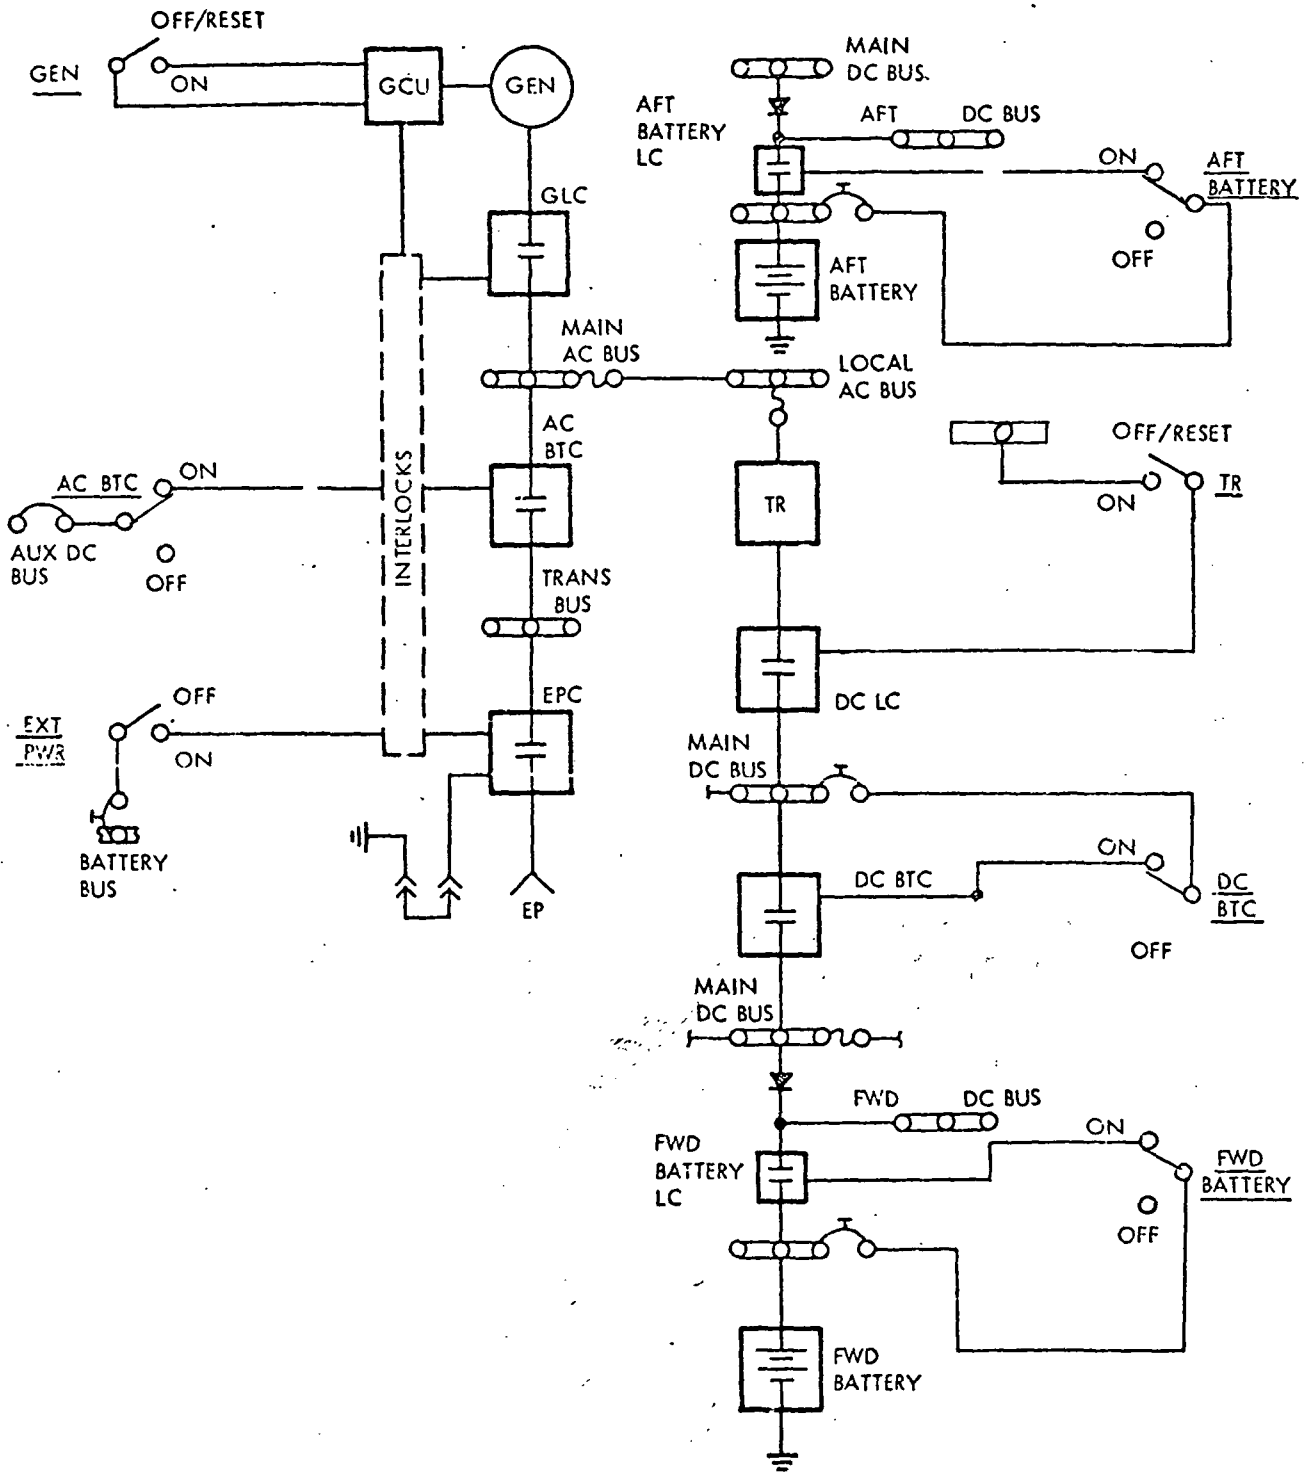 OFF/RESET
GEN
ON
GCU
GEN
GLC
MAIN
AC BUS
AC
BTC
AC BTC
ON
AUX DC
BUS
OFF
INTERLOCKS
TRANS
BUS
EPC
OFF
EXT
PWR
ON
BATTERY
BUS
EP
MAIN
DC BUS.
AFT
BATTERY
LC
AFT DC BUS
ON
AFT
BATTERY
OFF
AFT
BATTERY
LOCAL
AC BUS
OFF/RESET
TR
ON
TR
DC LC
MAIN
DC BUS
ON
DC BTC
DC
BTC
OFF
MAIN
DC BUS
FWD DC BUS
ON
FWD
BATTERY
LC
FWD
BATTERY
OFF
FWD
BATTERY